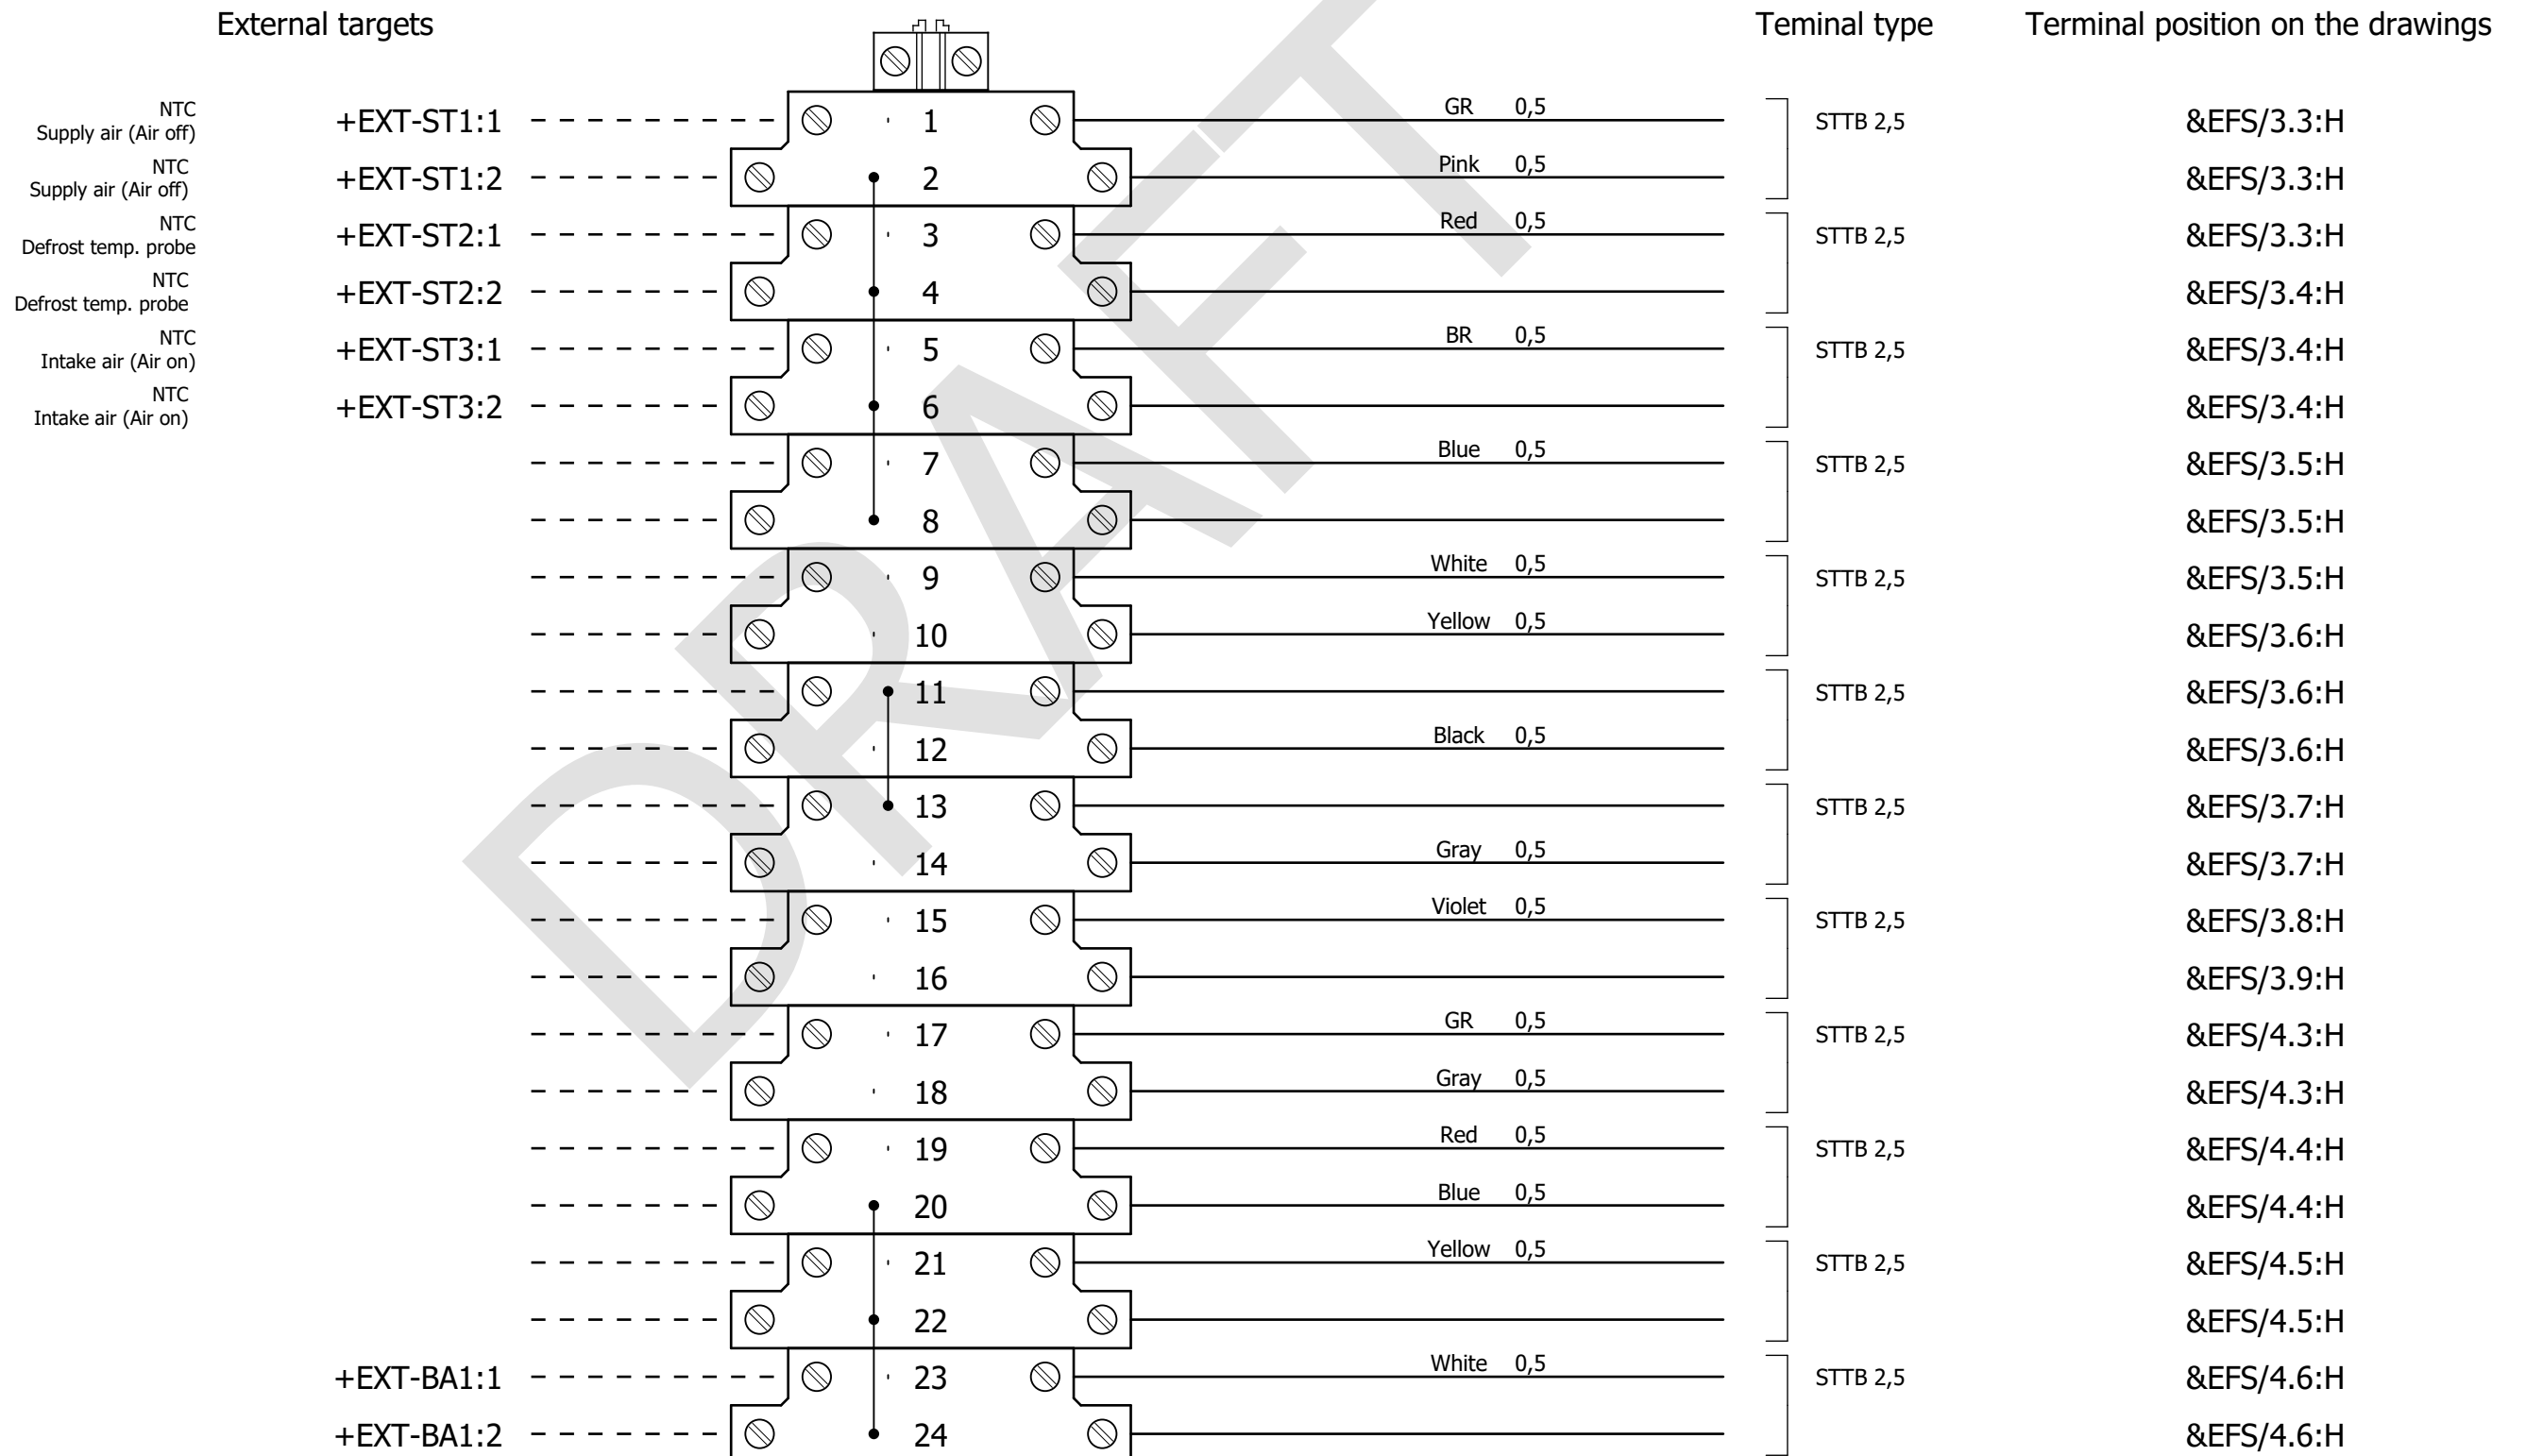 External targets Teminal type Terminal position on the drawings
NTC
Supply air (Air off) +EXT-ST1:1 1 GR 0,5 STTB 2,5 &EFS/3.3:H
NTC
Supply air (Air off) +EXT-ST1:2 2 Pink 0,5 &EFS/3.3:H
NTC
Defrost temp. probe +EXT-ST2:1 3 Red 0,5 STTB 2,5 &EFS/3.3:H
NTC
Defrost temp. probe +EXT-ST2:2 4 &EFS/3.4:H
NTC
Intake air (Air on) +EXT-ST3:1 5 BR 0,5 STTB 2,5 &EFS/3.4:H
NTC
Intake air (Air on) +EXT-ST3:2 6 &EFS/3.4:H
7 Blue 0,5 STTB 2,5 &EFS/3.5:H
8 &EFS/3.5:H
9 White 0,5 STTB 2,5 &EFS/3.5:H
10 Yellow 0,5 &EFS/3.6:H
11 STTB 2,5 &EFS/3.6:H
12 Black 0,5 &EFS/3.6:H
13 STTB 2,5 &EFS/3.7:H
14 Gray 0,5 &EFS/3.7:H
15 Violet 0,5 STTB 2,5 &EFS/3.8:H
16 &EFS/3.9:H
17 GR 0,5 STTB 2,5 &EFS/4.3:H
18 Gray 0,5 &EFS/4.3:H
19 Red 0,5 STTB 2,5 &EFS/4.4:H
20 Blue 0,5 &EFS/4.4:H
21 Yellow 0,5 STTB 2,5 &EFS/4.5:H
22 &EFS/4.5:H
+EXT-BA1:1 23 White 0,5 STTB 2,5 &EFS/4.6:H
+EXT-BA1:2 24 &EFS/4.6:H
DRAFT